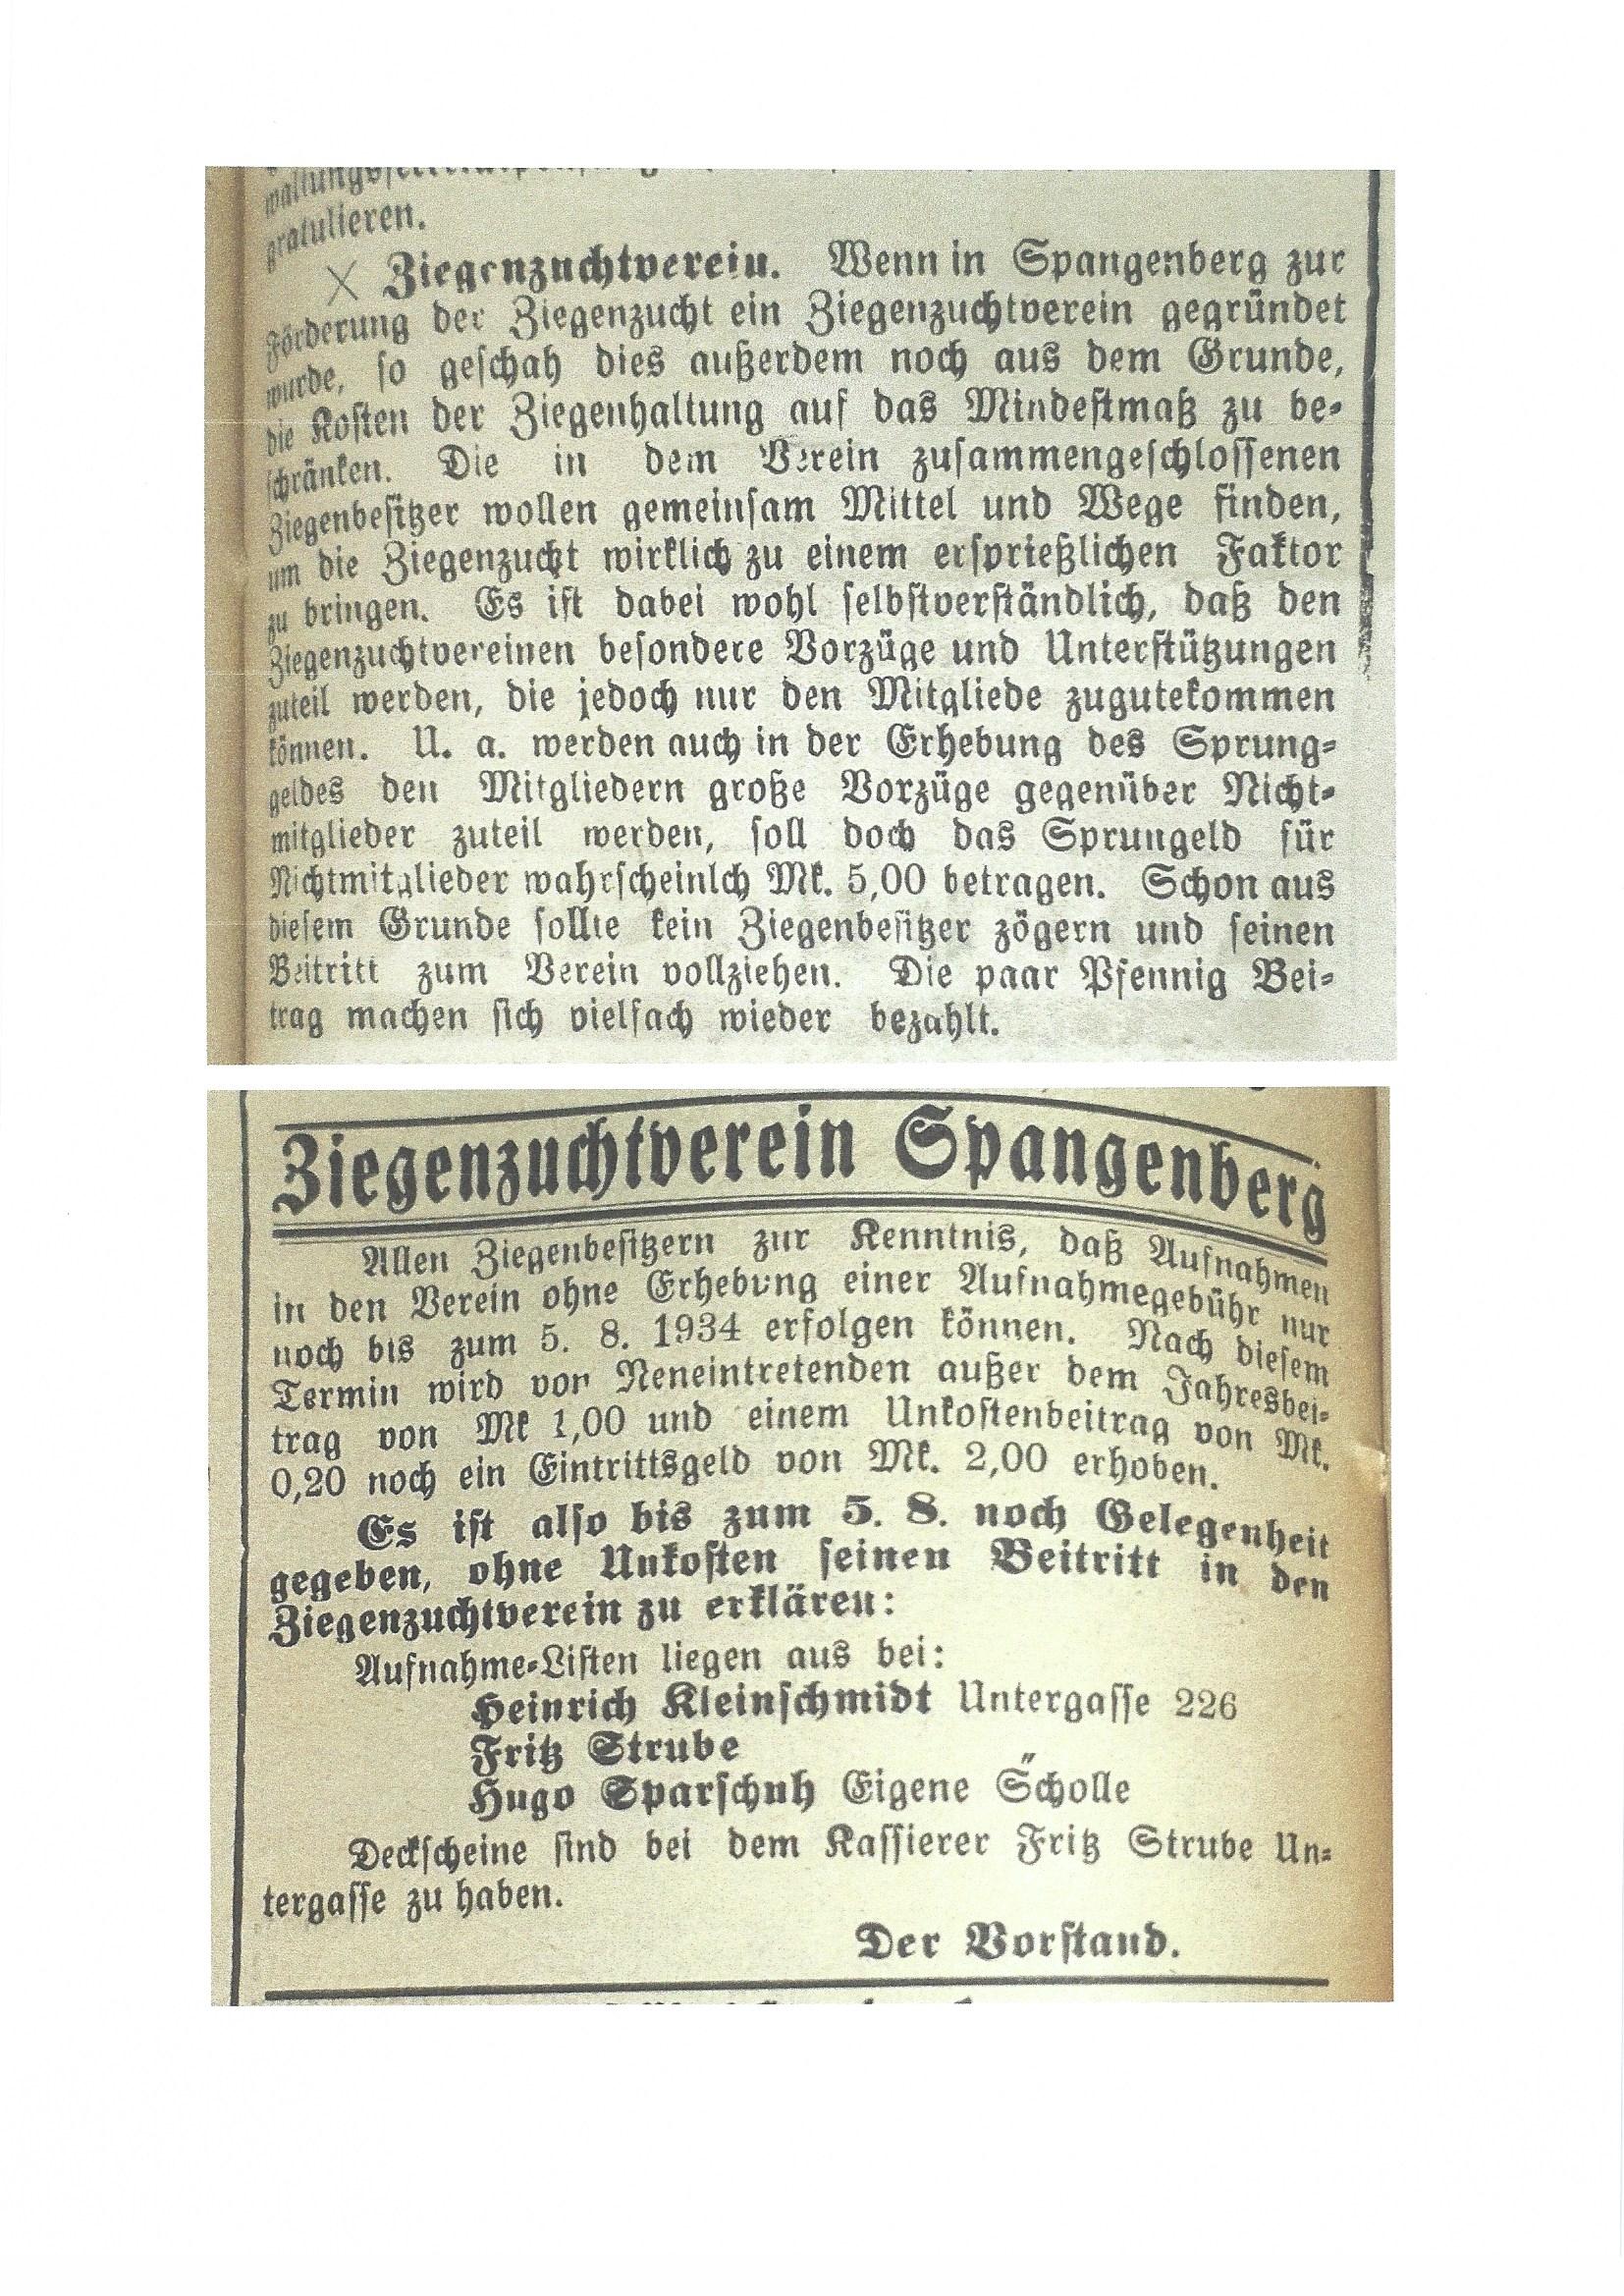 gratulieren.
Ziegenzuchtverein. Wenn in Spangenberg zur
Förderung der Ziegenzucht ein Ziegenzuchtverein gegründet
wurde, so geschah dies außerdem noch aus dem Grunde,
die Kosten der Ziegenhaltung auf das Mindestmaß zu be-
schränken. Die in dem Verein zusammengeschlossenen
Ziegenbesitzer wollen gemeinsam Mittel und Wege finden,
um die Ziegenzucht wirklich zu einem ersprießlichen Faktor
zu bringen. Es ist dabei wohl selbstverständlich, daß den
Ziegenzuchtvereinen besondere Vorzüge und Unterstützungen
zuteil werden, die jedoch nur den Mitgliede zugutekommen
können. U. a. werden auch in der Erhebung des Sprung-
geldes den Mitgliedern große Vorzüge gegenüber Nicht-
mitglieder zuteil werden, soll doch das Sprungeld für
Nichtmitglieder wahrscheinlch Mk. 5,00 betragen. Schon aus
diesem Grunde sollte kein Ziegenbesitzer zögern und seinen
Beitritt zum Verein vollziehen. Die paar Pfennig Bei-
trag machen sich vielfach wieder bezahlt.
Ziegenzuchtverein Spangenberg
Allen Ziegenbesitzern zur Kenntnis, daß Aufnahmen
in den Verein ohne Erhebung einer Aufnahmegebühr nur
noch bis zum 5. 8. 1934 erfolgen können. Nach diesem
Termin wird von Neneintretenden außer dem Jahresbei-
trag von Mk 1,00 und einem Unkostenbeitrag von Mk.
0,20 noch ein Eintrittsgeld von Mk. 2,00 erhoben.
Es ist also bis zum 5. 8. noch Gelegenheit
gegeben, ohne Unkosten seinen Beitritt in den
Ziegenzuchtverein zu erklären:
Aufnahme-Listen liegen aus bei:
Heinrich Kleinschmidt Untergasse 226
Fritz Strube "
Hugo Sparschuh Eigene Scholle
Deckscheine sind bei dem Kassierer Fritz Strube Un-
tergasse zu haben.
Der Vorstand.